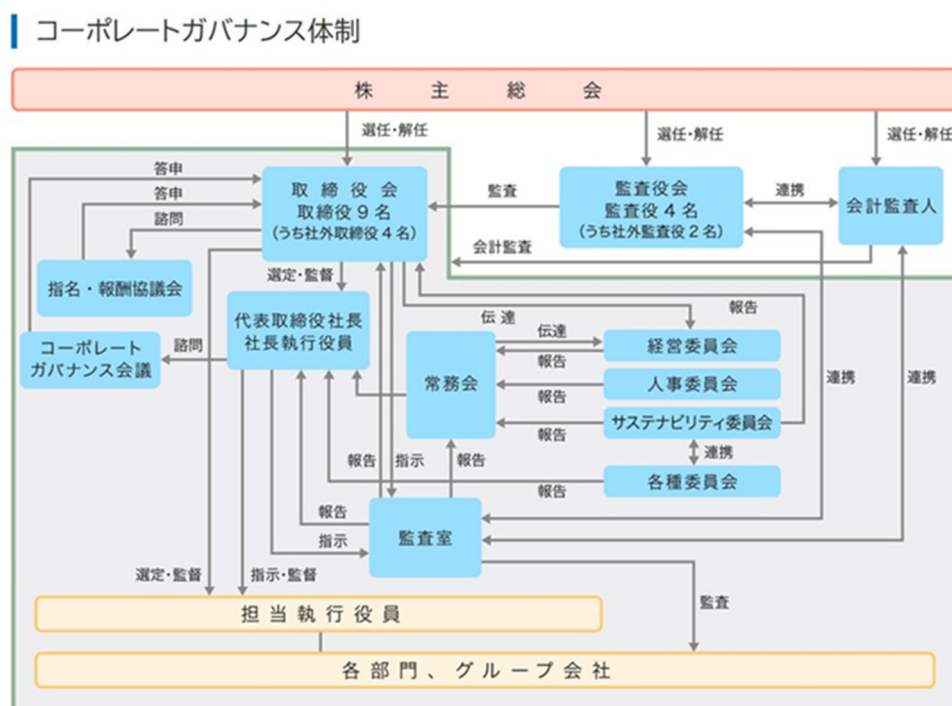 コーポレートガバナンス体制
株主総会
選任・解任
選任・解任
選任・解任
答申
答申
諮問
取締役会
取締役9名
(うち社外取締役4名)
監査
監査役会
監査役4名
(うち社外監査役2名)
連携
会計監査人
会計監査
指名・報酬協議会
選定・監督
代表取締役社長
社長執行役員
諮問
コーポレート
ガバナンス会議
伝達
伝達
報告
報告
常務会
経営委員会
報告
人事委員会
報告
サステナビリティ委員会
連携
各種委員会
報告
連携
連携
報告
指示
報告
報告
指示
監査室
選定・監督
指示・監督
監査
担当執行役員
各部門、グループ会社